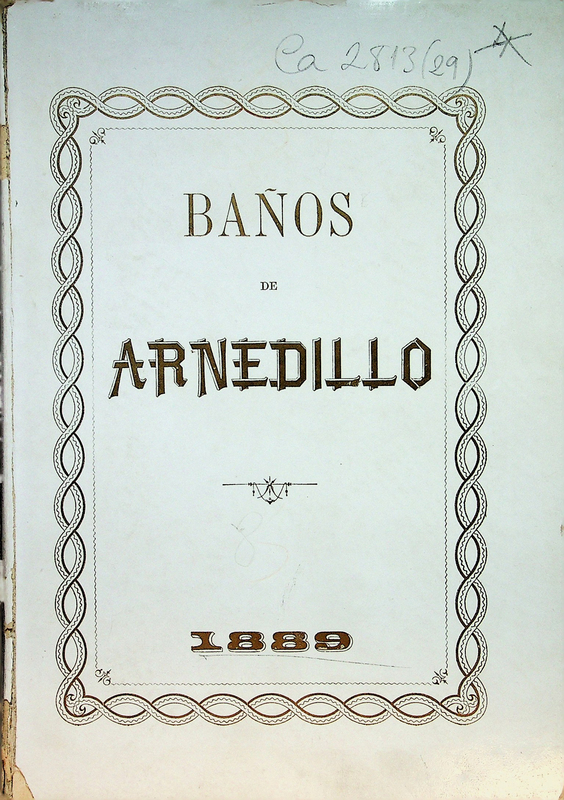 Ca 2813(29)
BAÑOS
DE
ARNEDILLO
1889